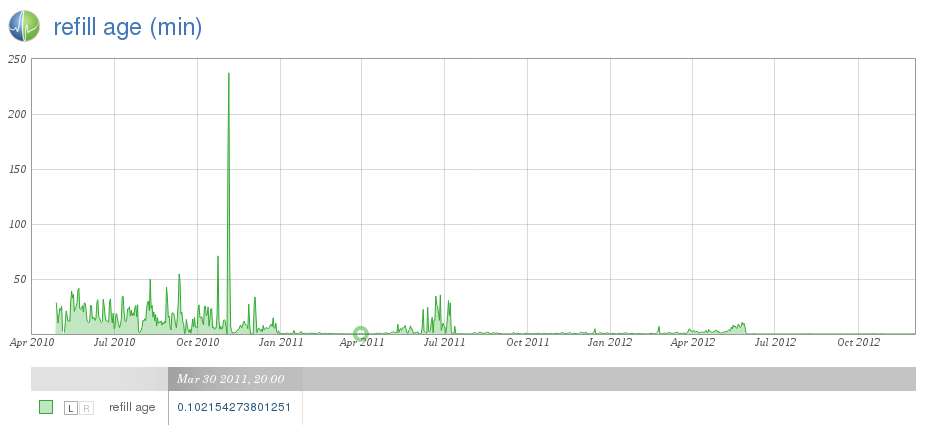 refill age (min)
250
200
150
100
50
Apr 2010 Jul 2010 Oct 2010 Jan 2011 Apr 2011 Jul 2011 Oct 2011 Jan 2012 Apr 2012 Jul 2012 Oct 2012
Mar 30 2011, 20:00
L R refill age 0.102154273801251